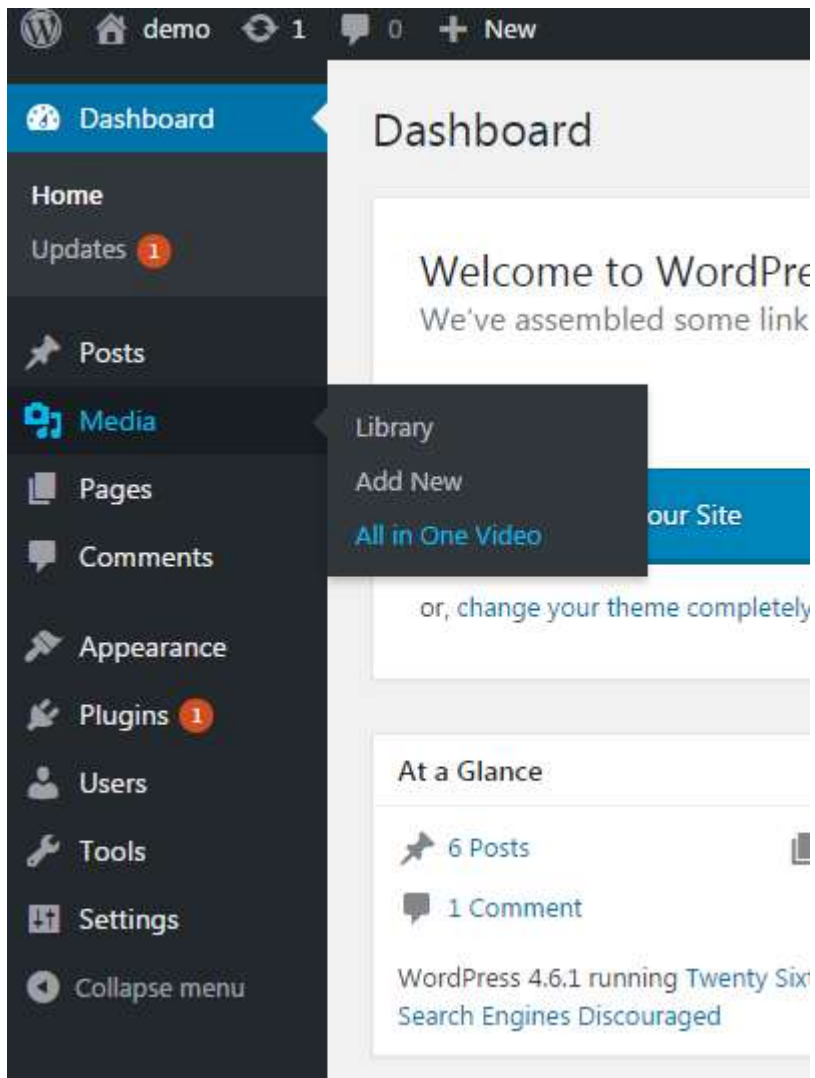 demo 1 0 New
Dashboard
Home
Updates 1
Posts
Media
Pages
Comments
Appearance
Plugins 1
Users
Tools
Settings
Collapse menu
Library
Add New
All in One Video
Dashboard
Welcome to WordPre
We've assembled some link
our Site
or, change your theme completely
At a Glance
6 Posts
1 Comment
WordPress 4.6.1 running Twenty Sixt
Search Engines Discouraged